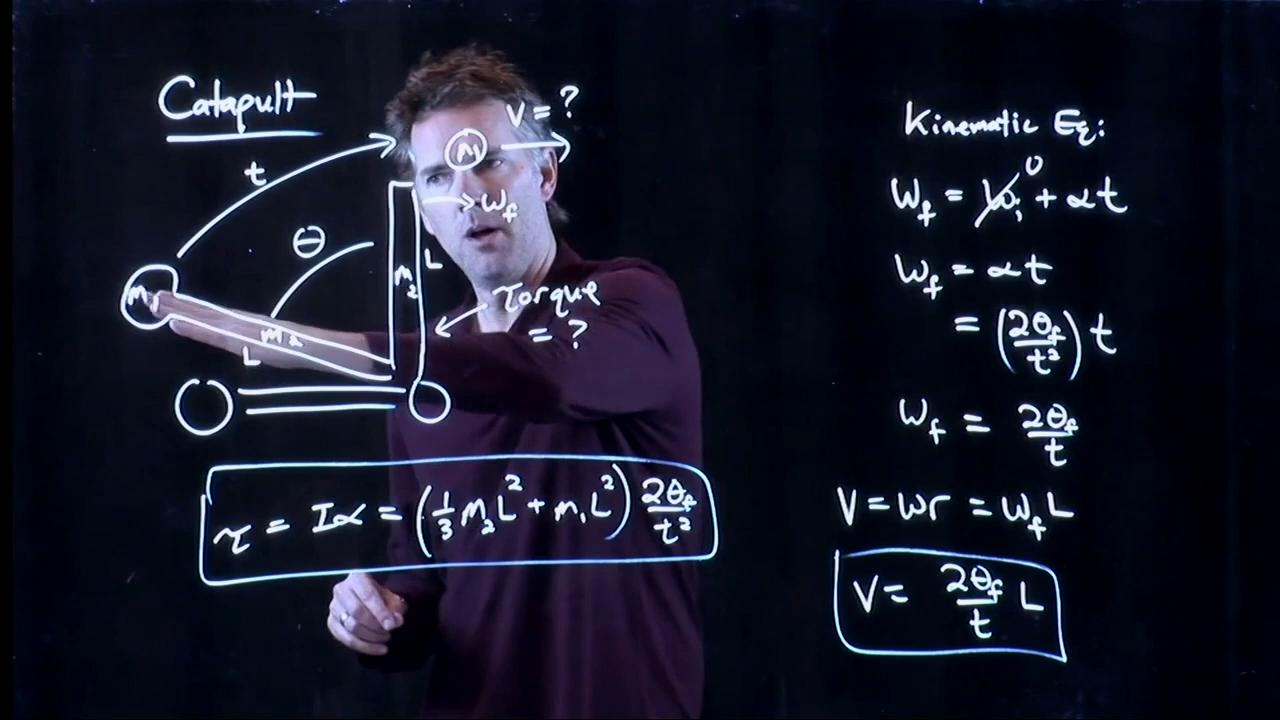 Catapult
t
V = ?
m₁
ω_f
θ
L
m₂
m₁
m₂
L
Torque
= ?
τ = Iα = (1/3 m₂L² + m₁L²) 2θ_f/t²
Kinematic Eq:
ω_f = ω_i 0 + αt
ω_f = αt
= (2θ_f/t²) t
ω_f = 2θ_f/t
V = ωr = ω_f L
V = 2θ_f/t L